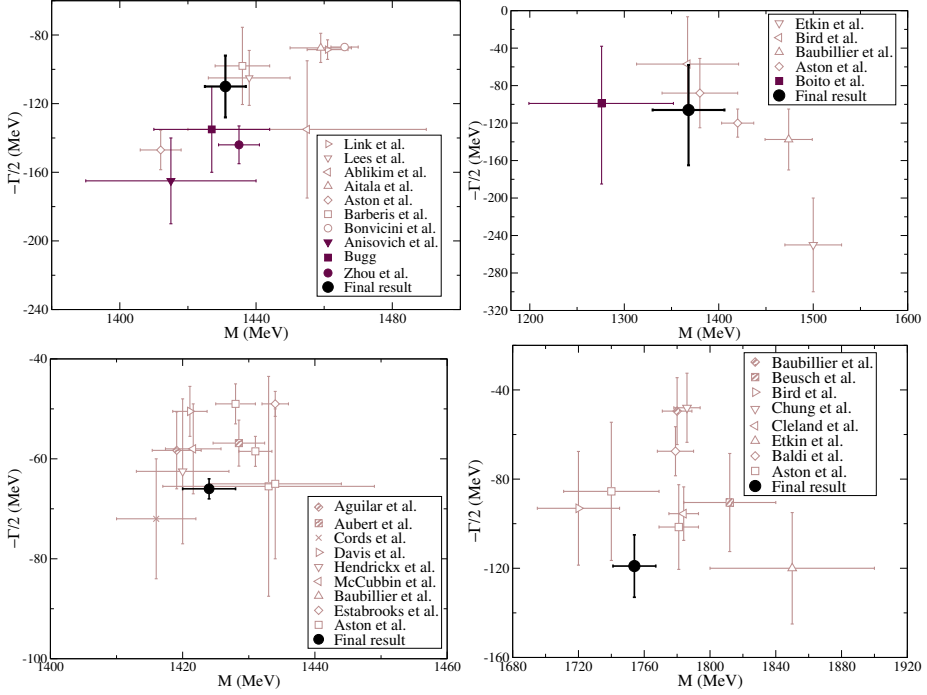 -40
-80
-120
-160
-200
-240
−Γ/2 (MeV)
1400
1440
1480
M (MeV)
Link et al.
Lees et al.
Ablikim et al.
Aitala et al.
Aston et al.
Barberis et al.
Bonvicini et al.
Anisovich et al.
Bugg
Zhou et al.
Final result
0
-40
-80
-120
-160
-200
-240
-280
-320
−Γ/2 (MeV)
1200
1300
1400
1500
1600
M (MeV)
Etkin et al.
Bird et al.
Baubillier et al.
Aston et al.
Boito et al.
Final result
-40
-60
-80
-100
−Γ/2 (MeV)
1400
1420
1440
1460
M (MeV)
Aguilar et al.
Aubert et al.
Cords et al.
Davis et al.
Hendrickx et al.
McCubbin et al.
Baubillier et al.
Estabrooks et al.
Aston et al.
Final result
-40
-80
-120
-160
−Γ/2 (MeV)
1680
1720
1760
1800
1840
1880
1920
M (MeV)
Baubillier et al.
Beusch et al.
Bird et al.
Chung et al.
Cleland et al.
Etkin et al.
Baldi et al.
Aston et al.
Final result